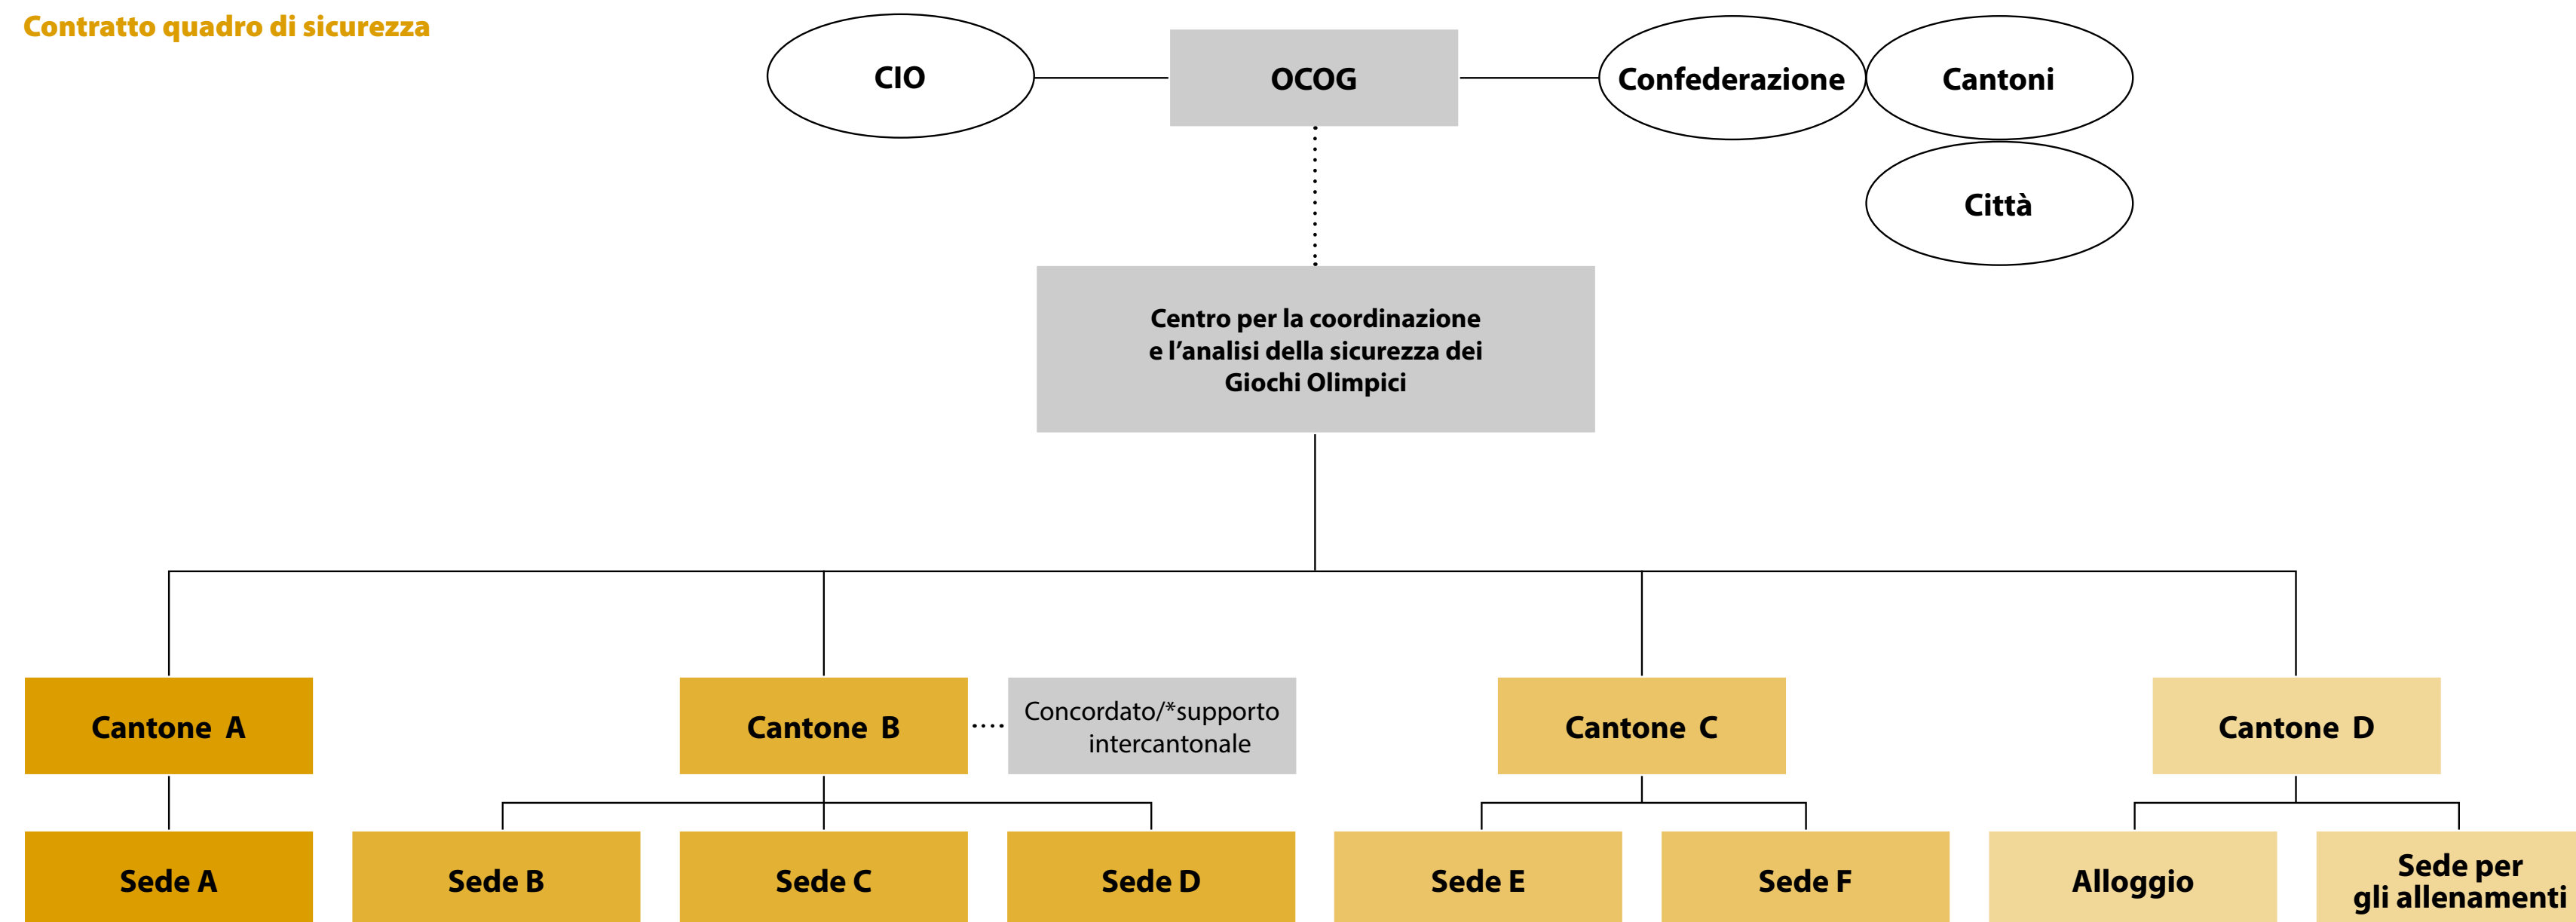 Contratto quadro di sicurezza
CIO
OCOG
Confederazione
Cantoni
Città
Centro per la coordinazione
e l’analisi della sicurezza dei
Giochi Olimpici
Cantone A
Cantone B
Concordato/*supporto
intercantonale
Cantone C
Cantone D
Sede A
Sede B
Sede C
Sede D
Sede E
Sede F
Alloggio
Sede per
gli allenamenti